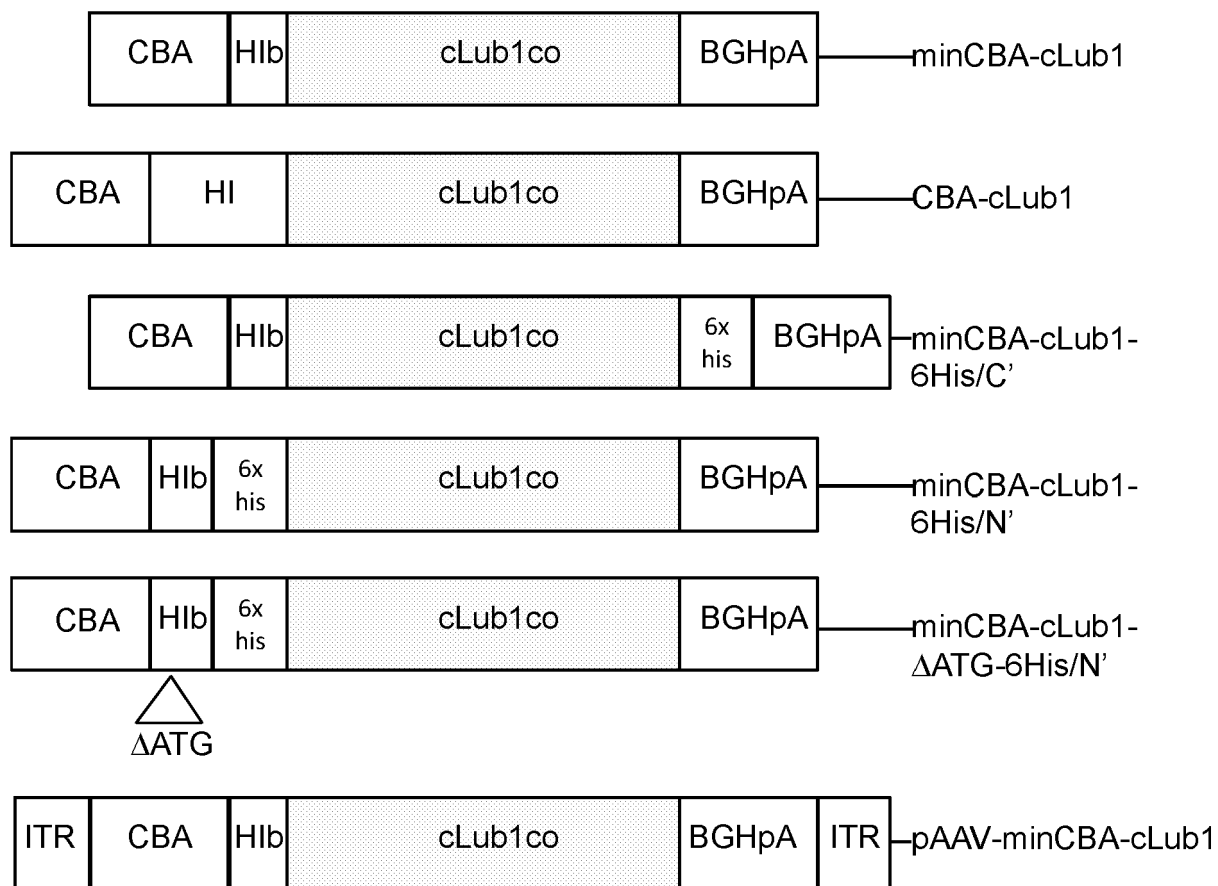 CBA HIb cLub1co BGHpA minCBA-cLub1
CBA HI cLub1co BGHpA CBA-cLub1
CBA HIb cLub1co 6x his BGHpA minCBA-cLub1-
6His/C’
CBA HIb 6x his cLub1co BGHpA minCBA-cLub1-
6His/N’
CBA HIb 6x his cLub1co BGHpA minCBA-cLub1-
ΔATG-6His/N’
ΔATG
ITR CBA HIb cLub1co BGHpA ITR pAAV-minCBA-cLub1